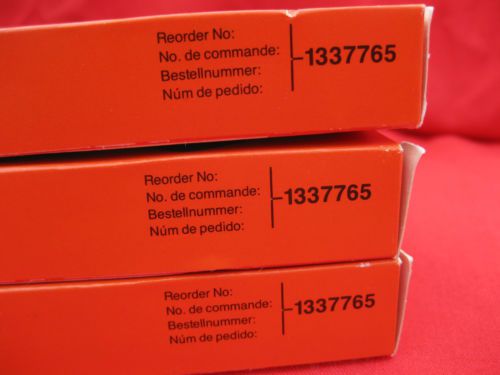 Reorder No:
No. de commande:
Bestellnummer:
Núm de pedido:
1337765
Reorder No:
No. de commande:
Bestellnummer:
Núm de pedido:
1337765
Reorder No:
No. de commande:
Bestellnummer:
Núm de pedido:
1337765